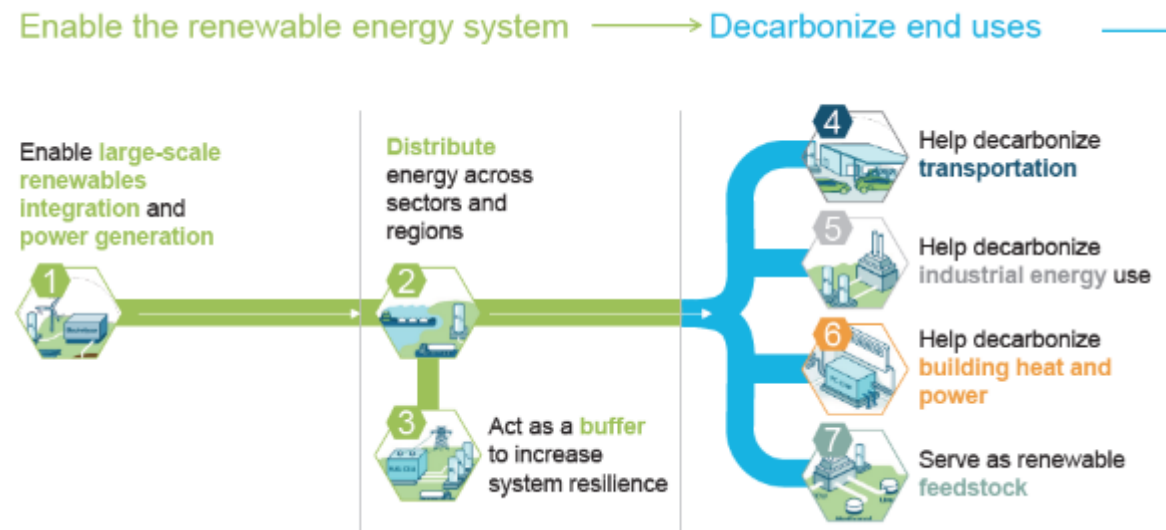 Enable the renewable energy system
Decarbonize end uses
Enable large-scale
renewables
integration and
power generation
1
Distribute
energy across
sectors and
regions
2
3
Act as a buffer
to increase
system resilience
4
Help decarbonize
transportation
5
Help decarbonize
industrial energy use
6
Help decarbonize
building heat and
power
7
Serve as renewable
feedstock